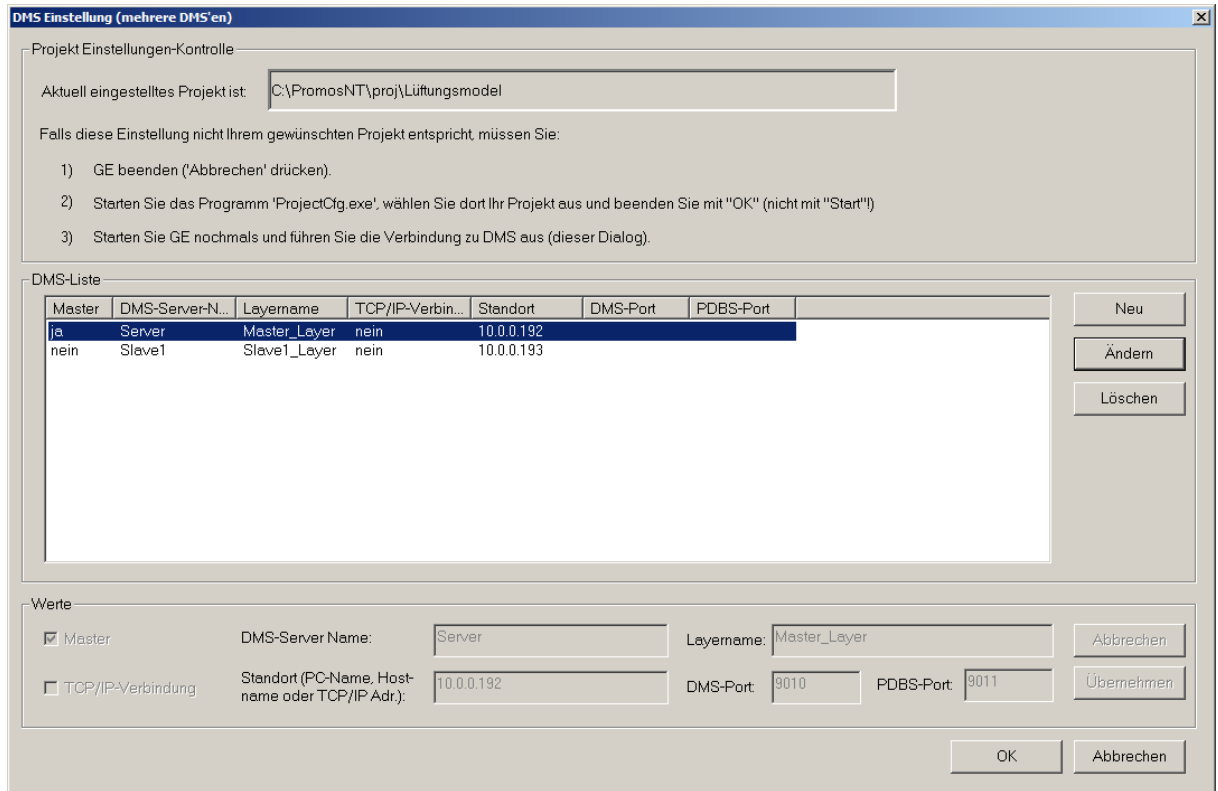 DMS Einstellung (mehrere DMS'en)
Projekt Einstellungen-Kontrolle
Aktuell eingestelltes Projekt ist: C:\PromosNT\proj\Lüftungsmodel
Falls diese Einstellung nicht Ihrem gewünschten Projekt entspricht, müssen Sie:
1) GE beenden ('Abbrechen' drücken).
2) Starten Sie das Programm 'ProjectCfg.exe', wählen Sie dort Ihr Projekt aus und beenden Sie mit "OK" (nicht mit "Start"!)
3) Starten Sie GE nochmals und führen Sie die Verbindung zu DMS aus (dieser Dialog).
DMS-Liste
Master DMS-Server-N... Layername TCP/IP-Verbin... Standort DMS-Port PDBS-Port
ja Server Master_Layer nein 10.0.0.192
nein Slave1 Slave1_Layer nein 10.0.0.193
Neu
Ändern
Löschen
Werte
Master DMS-Server Name: Server Layername: Master_Layer Abbrechen
TCP/IP-Verbindung Standort (PC-Name, Host-
name oder TCP/IP Adr.): 10.0.0.192 DMS-Port: 9010 PDBS-Port: 9011 Übernehmen
OK Abbrechen